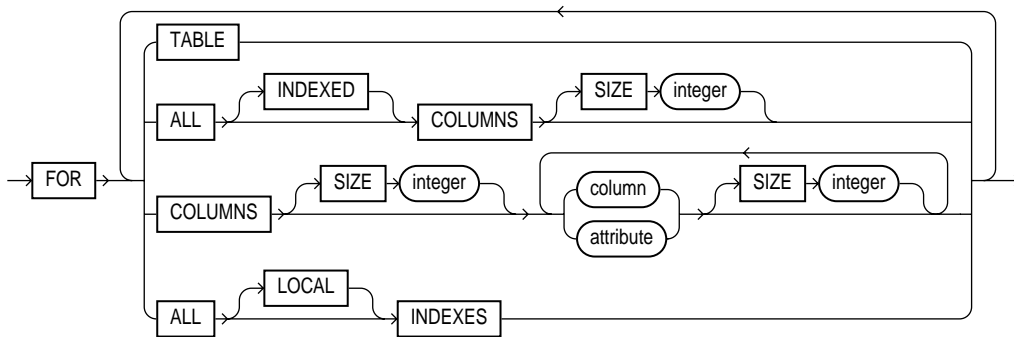 TABLE
INDEXED SIZE integer
ALL COLUMNS
FOR SIZE integer column SIZE integer
COLUMNS attribute
LOCAL
ALL INDEXES